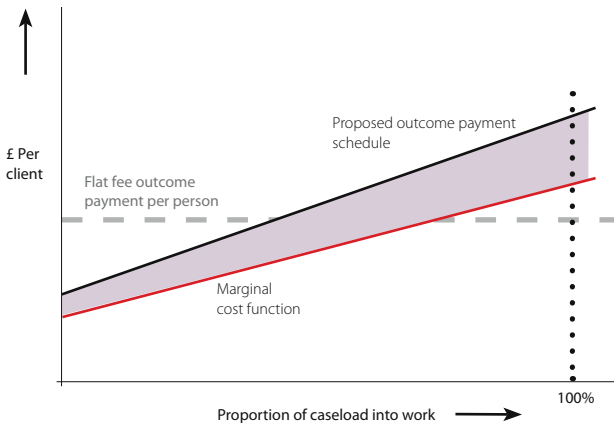 Proposed outcome payment
schedule
£ Per
client
Flat fee outcome
payment per person
Marginal
cost function
100%
Proportion of caseload into work